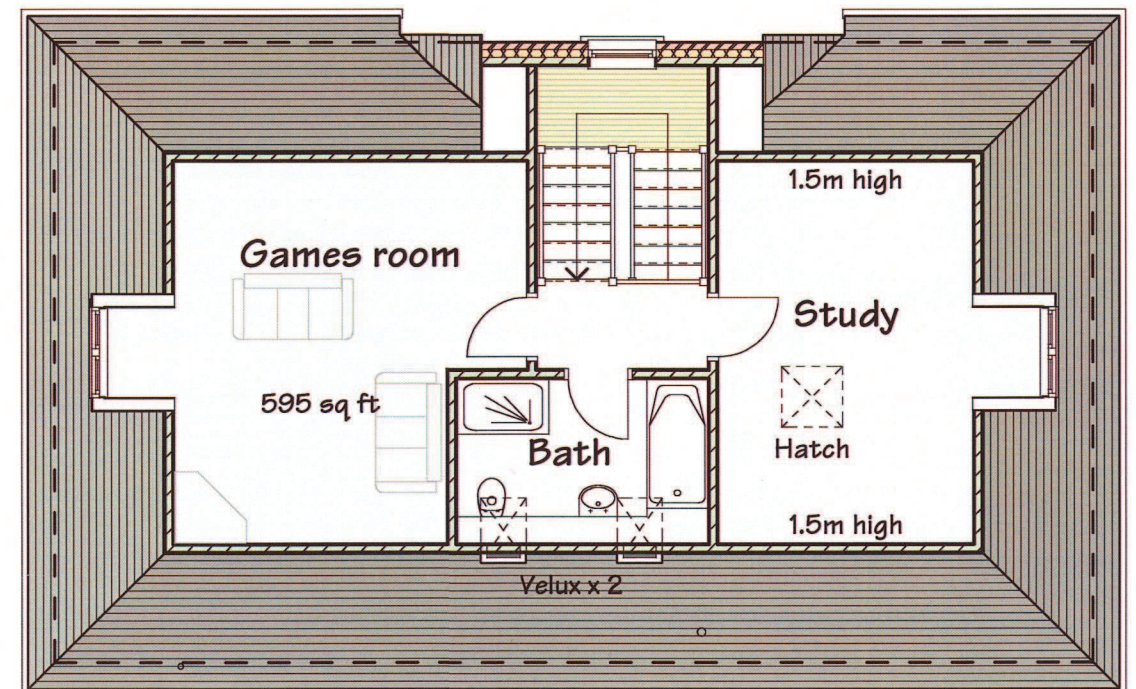 1.5m high
Games room
Study
595 sq ft
Hatch
Bath
1.5m high
Velux x 2